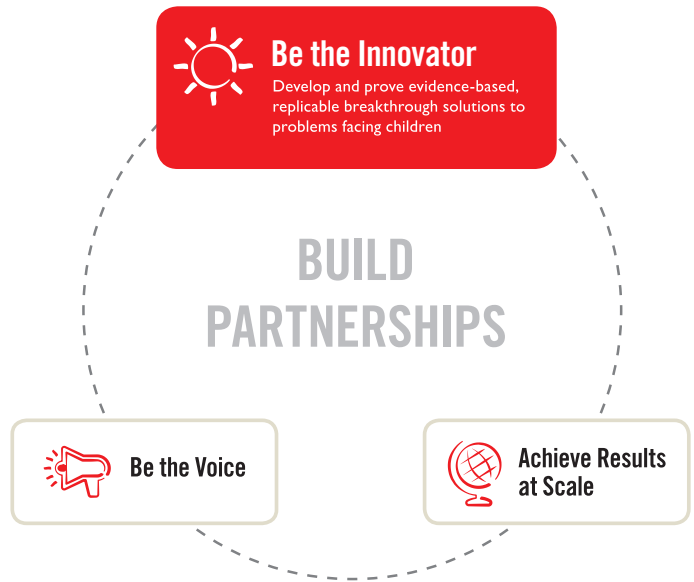 Be the Innovator
Develop and prove evidence-based,
replicable breakthrough solutions to
problems facing children
BUILD
PARTNERSHIPS
Be the Voice
Achieve Results
at Scale